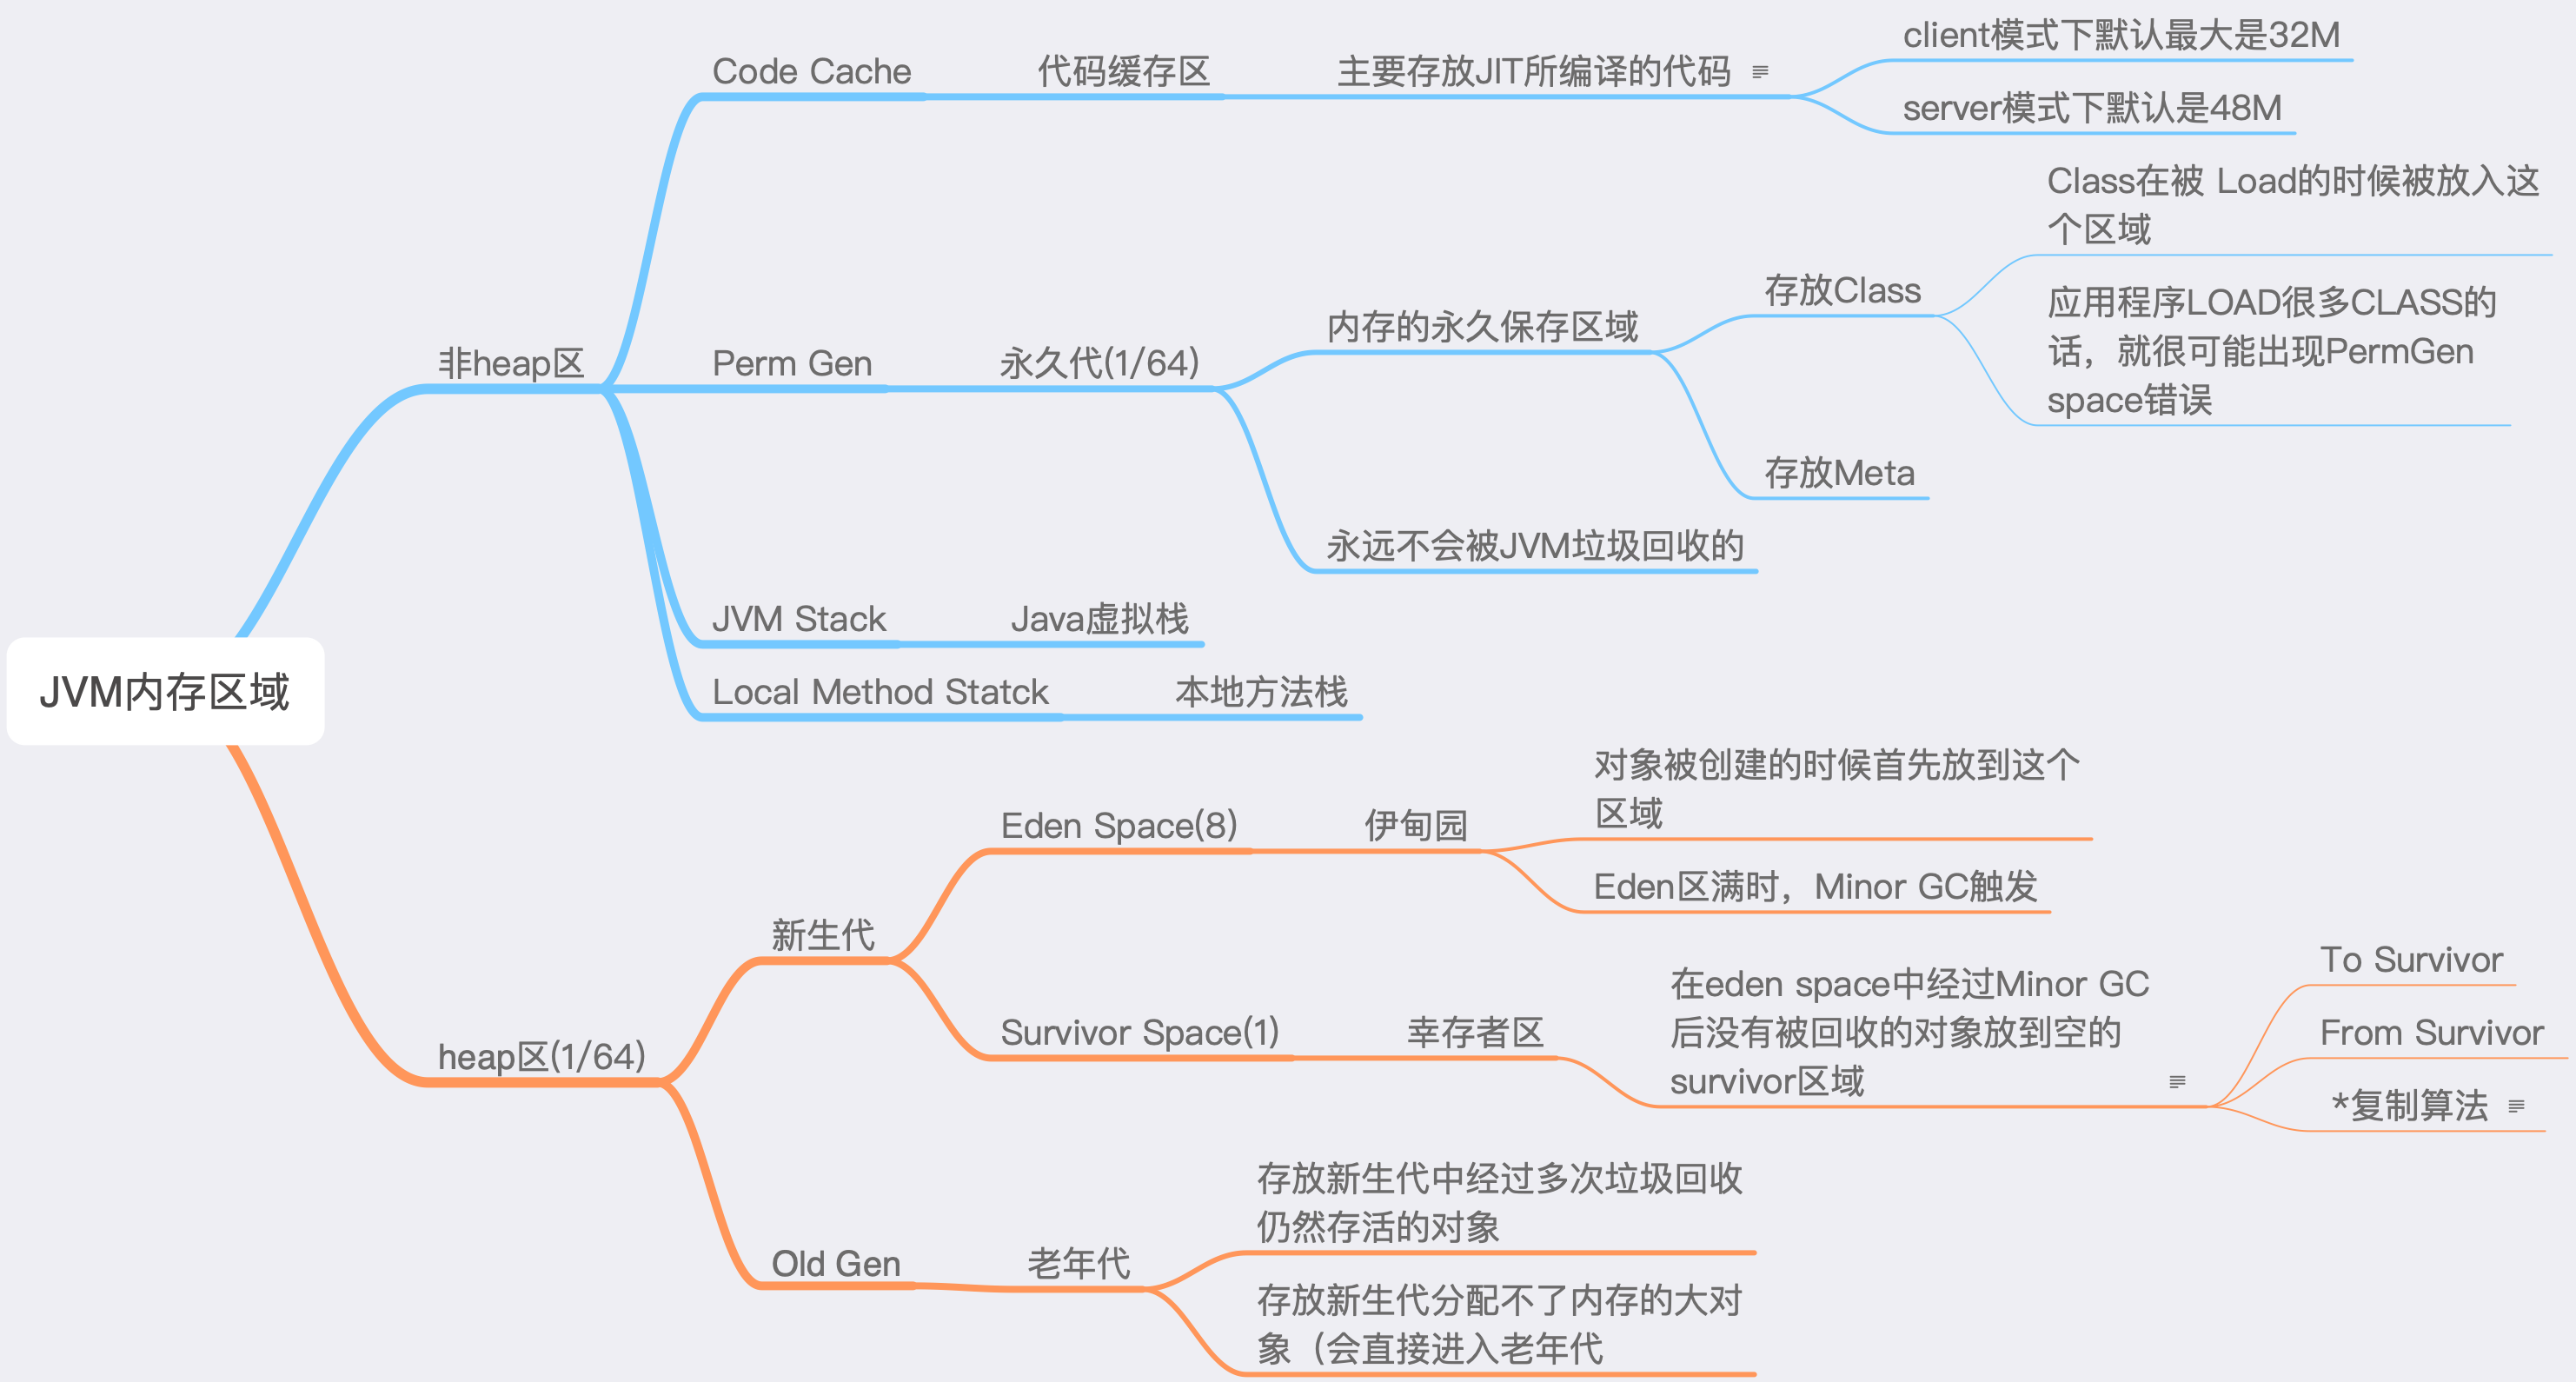 JVM内存区域
非heap区
Code Cache
代码缓存区
主要存放JIT所编译的代码
client模式下默认最大是32M
server模式下默认是48M
Perm Gen
永久代(1/64)
内存的永久保存区域
存放Class
Class在被 Load的时候被放入这
个区域
应用程序LOAD很多CLASS的
话，就很可能出现PermGen
space错误
存放Meta
永远不会被JVM垃圾回收的
JVM Stack
Java虚拟栈
Local Method Statck
本地方法栈
heap区(1/64)
新生代
Eden Space(8)
伊甸园
对象被创建的时候首先放到这个
区域
Eden区满时，Minor GC触发
Survivor Space(1)
幸存者区
在eden space中经过Minor GC
后没有被回收的对象放到空的
survivor区域
To Survivor
From Survivor
*复制算法
Old Gen
老年代
存放新生代中经过多次垃圾回收
仍然存活的对象
存放新生代分配不了内存的大对
象（会直接进入老年代